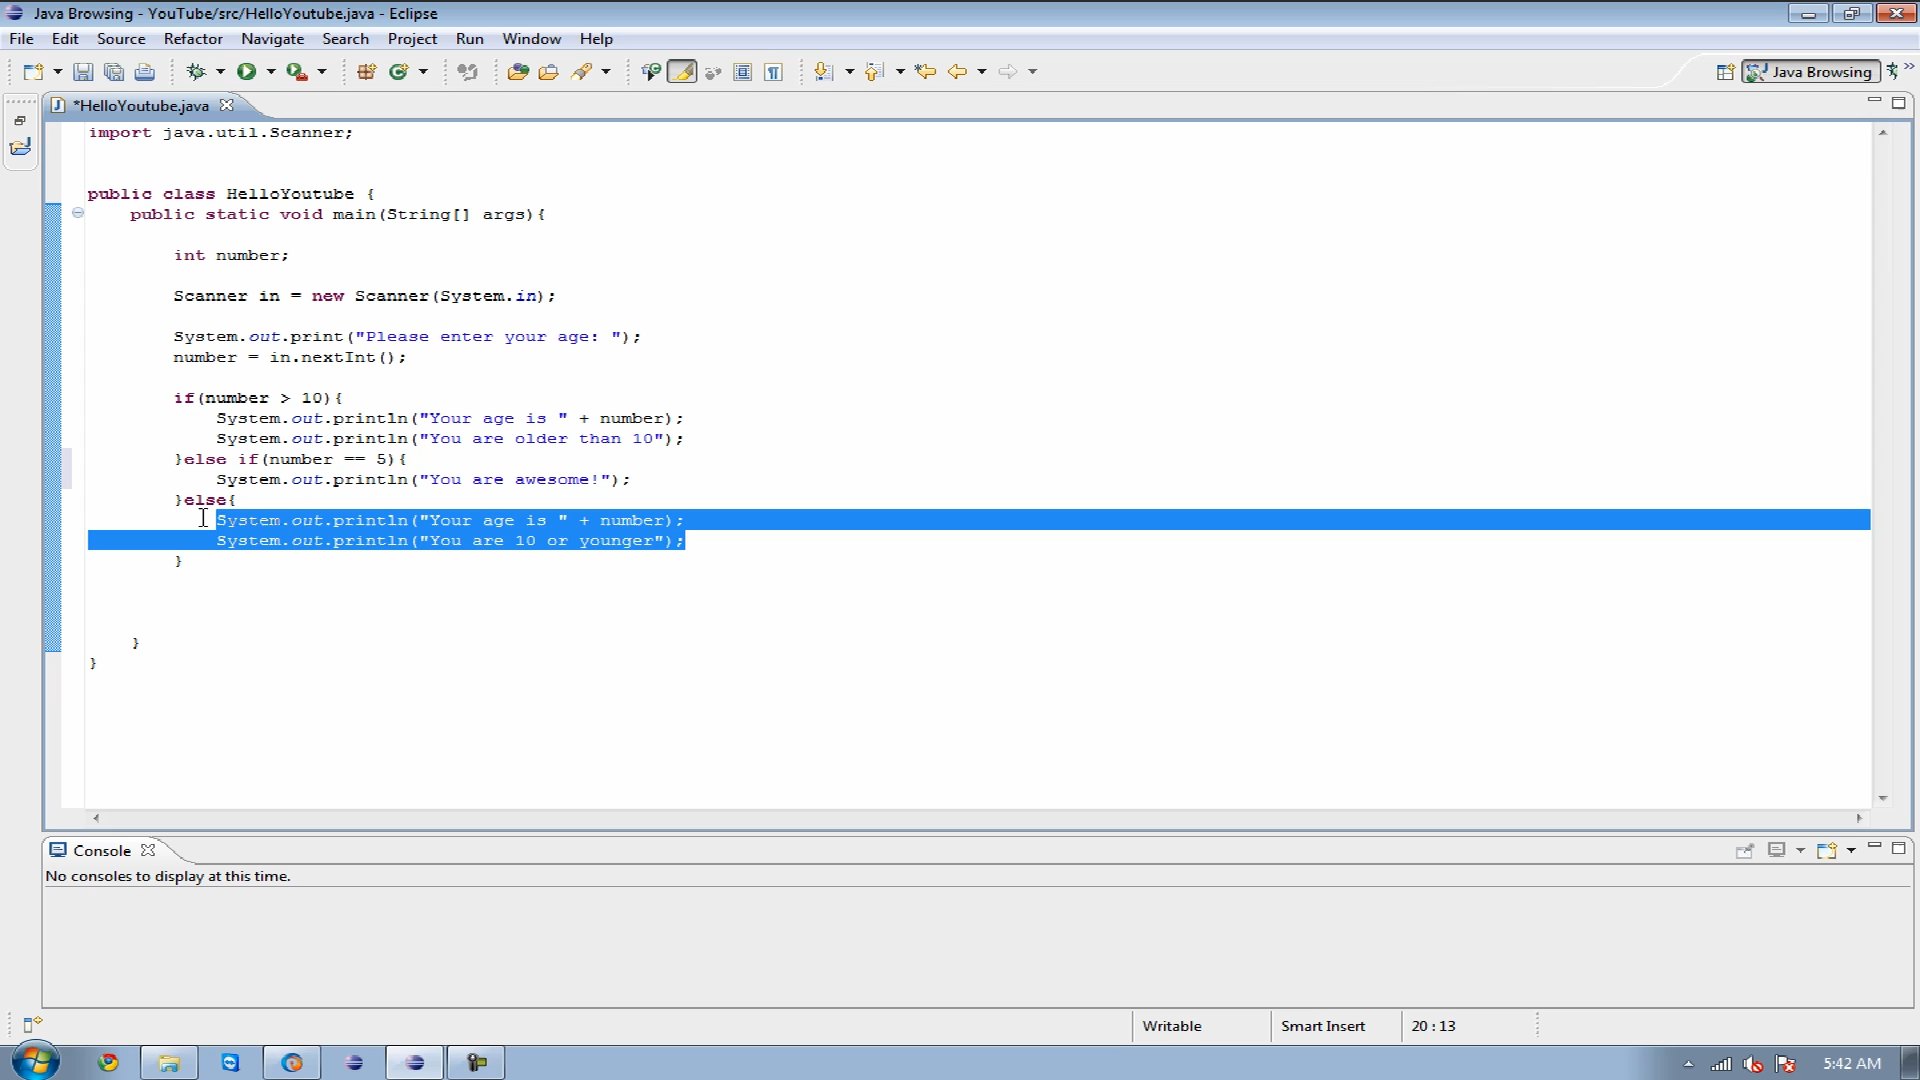 Java Browsing - YouTube/src/HelloYoutube.java - Eclipse
File Edit Source Refactor Navigate Search Project Run Window Help
Java Browsing
*HelloYoutube.java
import java.util.Scanner;
public class HelloYoutube {
public static void main(String[] args){
int number;
Scanner in = new Scanner(System.in);
System.out.print("Please enter your age: ");
number = in.nextInt();
if(number > 10){
System.out.println("Your age is " + number);
System.out.println("You are older than 10");
}else if(number == 5){
System.out.println("You are awesome!");
}else{
System.out.println("Your age is " + number);
System.out.println("You are 10 or younger");
}
}
}
Console
No consoles to display at this time.
Writable Smart Insert 20 : 13
5:42 AM